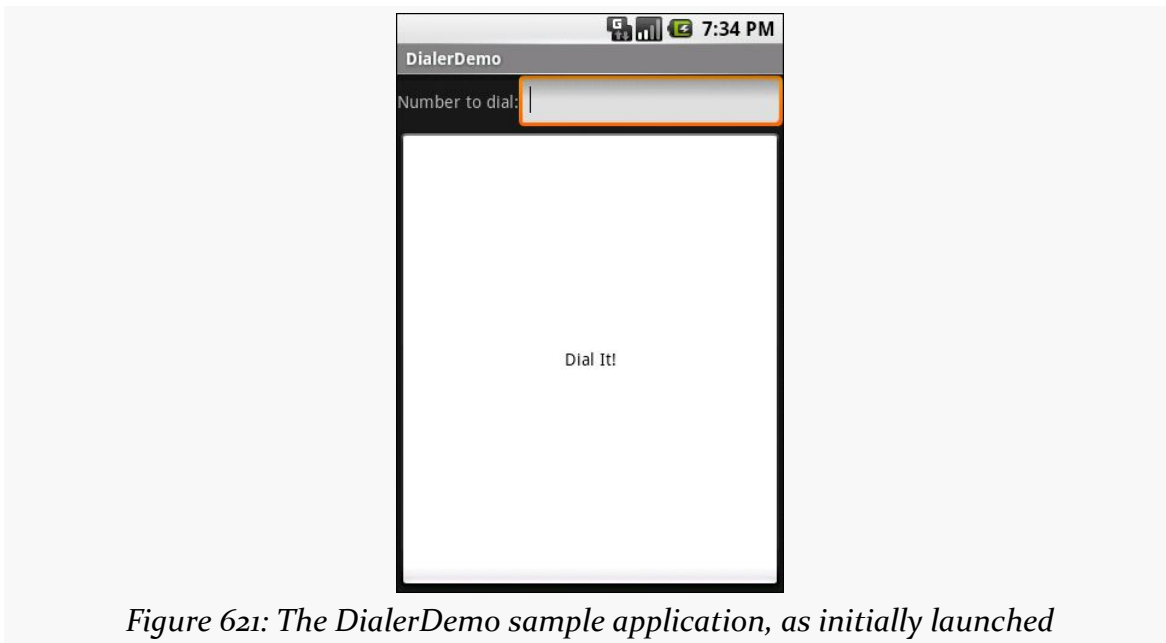 7:34 PM
DialerDemo
Number to dial:
Dial It!
Figure 621: The DialerDemo sample application, as initially launched